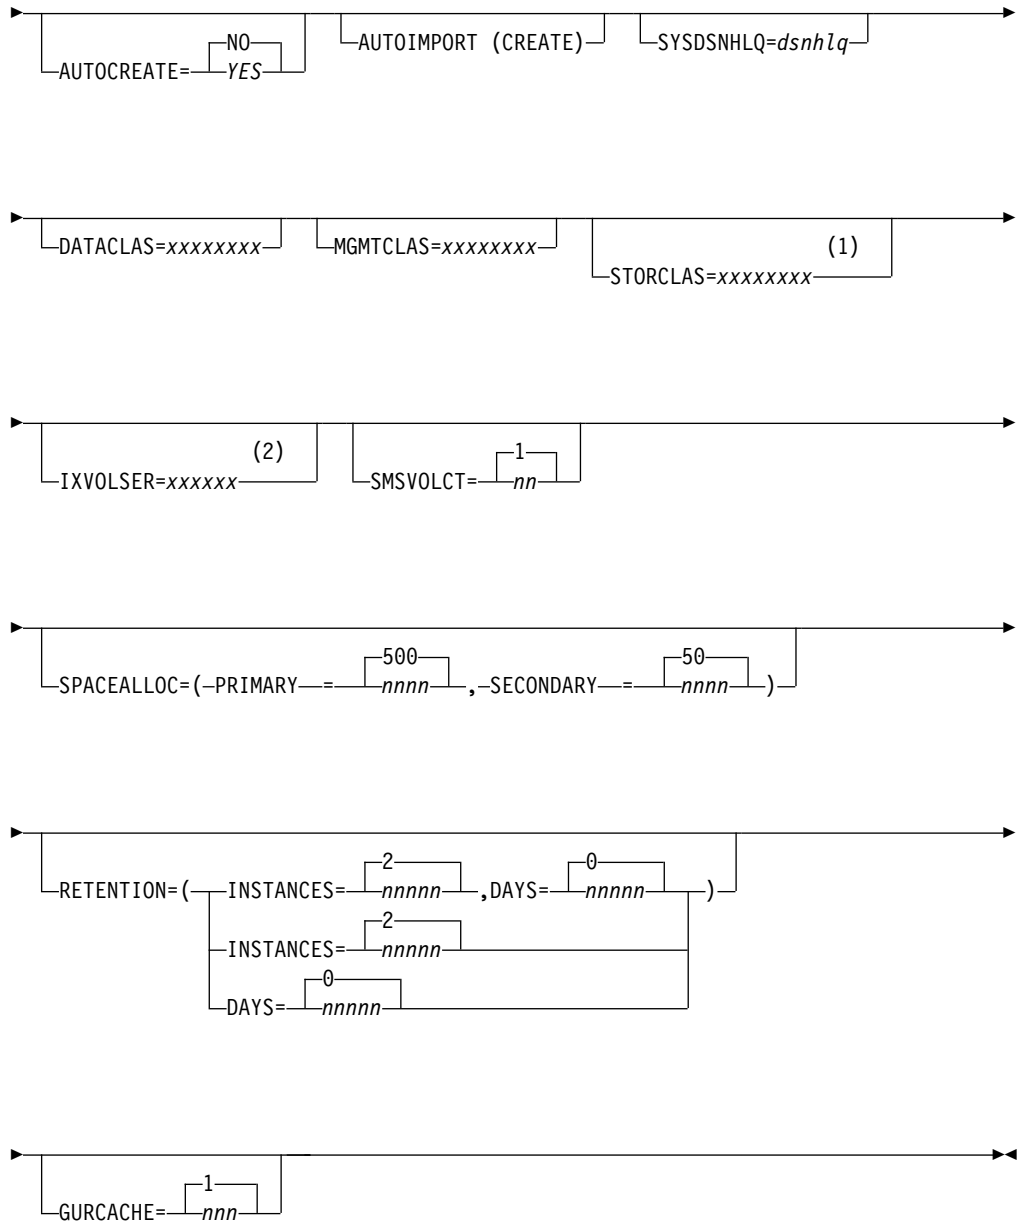 NO
AUTOCREATE= YES
AUTOIMPORT (CREATE)
SYSDSNHLQ=dsnhlq
DATACLAS=xxxxxxxx
MGMTCLAS=xxxxxxxx
(1)
STORCLAS=xxxxxxxx
(2)
IXVOLSER=xxxxxx
1
SMSVOLCT= nn
500 50
SPACEALLOC=( PRIMARY = nnnn , SECONDARY = nnnn )
2 0
RETENTION=( INSTANCES= nnnnn ,DAYS= nnnnn )
2
INSTANCES= nnnnn
0
DAYS= nnnnn
1
GURCACHE= nnn